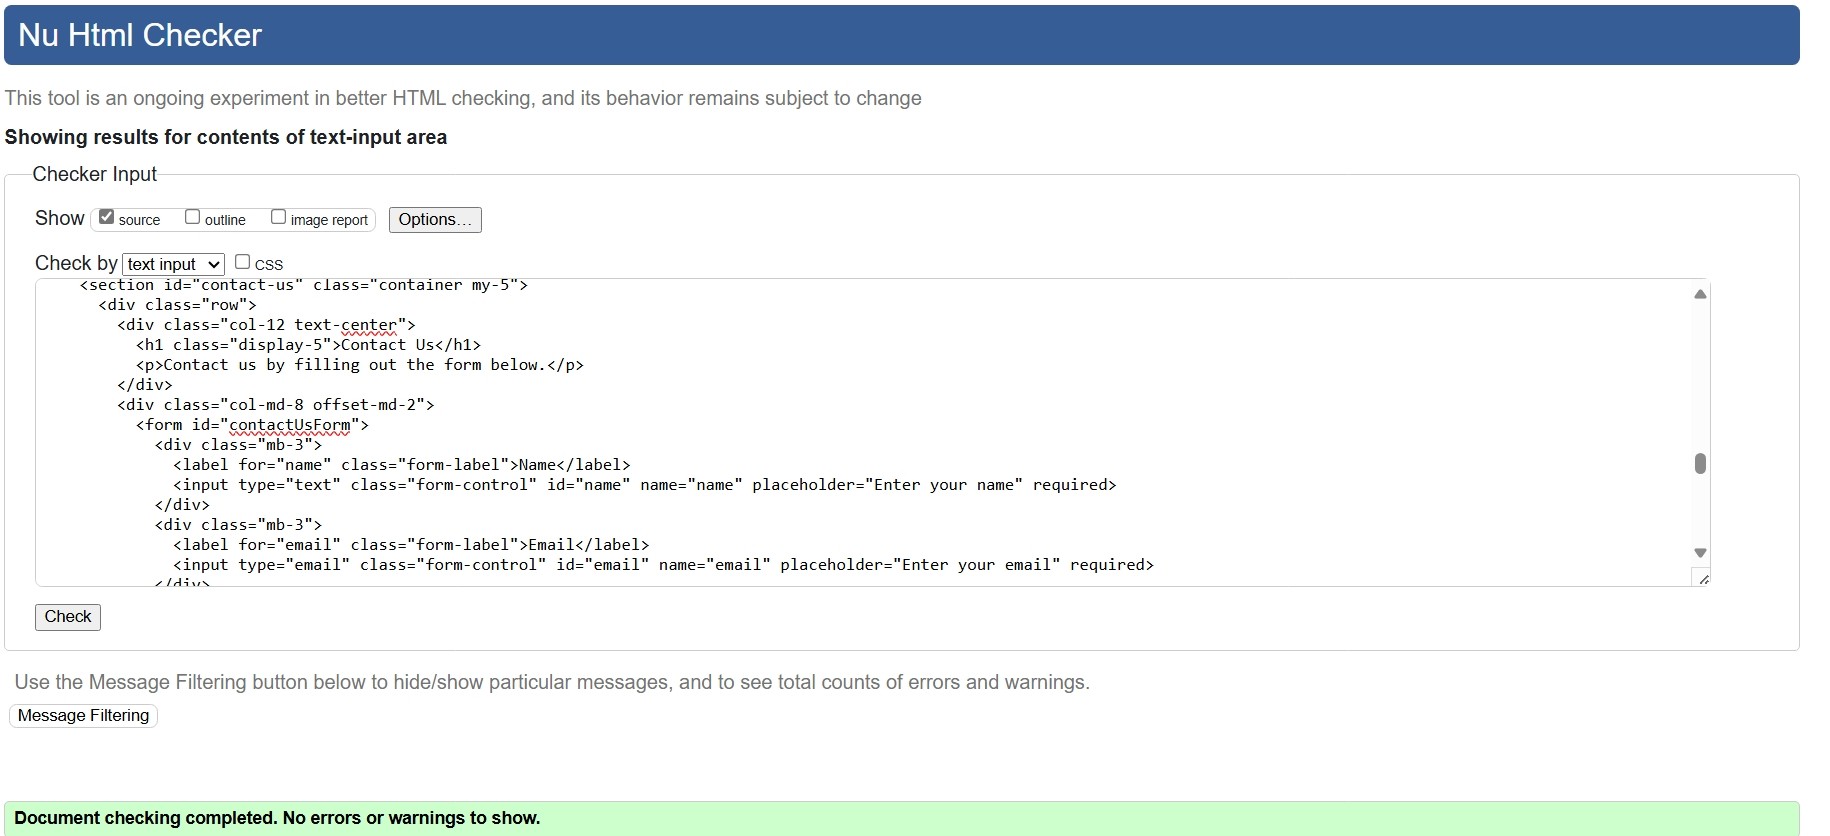 Nu Html Checker
This tool is an ongoing experiment in better HTML checking, and its behavior remains subject to change
Showing results for contents of text-input area
Checker Input
Show source outline image report Options...
Check by text input CSS
<section id="contact-us" class="container my-5">
<div class="row">
<div class="col-12 text-center">
<h1 class="display-5">Contact Us</h1>
<p>Contact us by filling out the form below.</p>
</div>
<div class="col-md-8 offset-md-2">
<form id="contactUsForm">
<div class="mb-3">
<label for="name" class="form-label">Name</label>
<input type="text" class="form-control" id="name" name="name" placeholder="Enter your name" required>
</div>
<div class="mb-3">
<label for="email" class="form-label">Email</label>
<input type="email" class="form-control" id="email" name="email" placeholder="Enter your email" required>
</div>
Check
Use the Message Filtering button below to hide/show particular messages, and to see total counts of errors and warnings.
Message Filtering
Document checking completed. No errors or warnings to show.